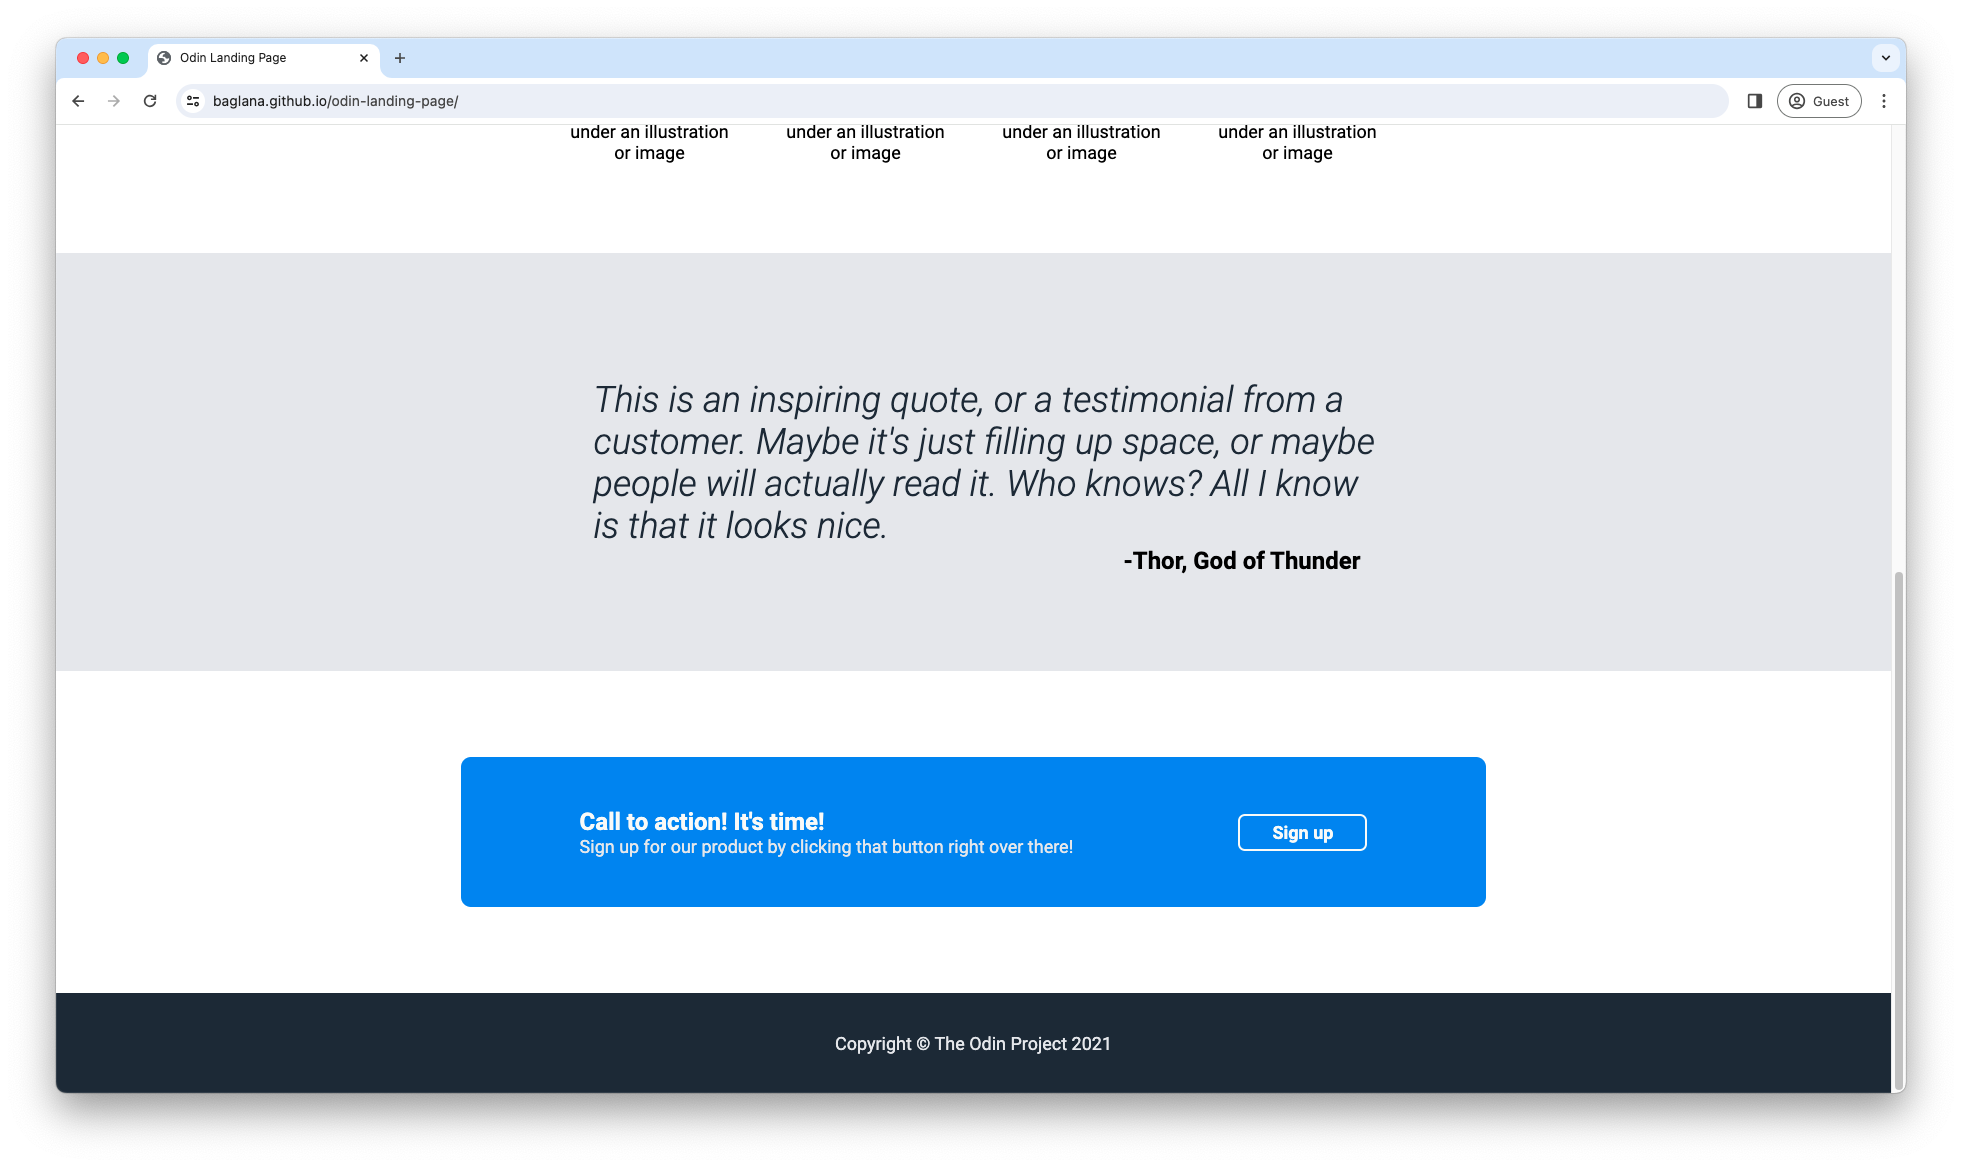 Odin Landing Page
baglana.github.io/odin-landing-page/
Guest
under an illustration
or image
under an illustration
or image
under an illustration
or image
under an illustration
or image
This is an inspiring quote, or a testimonial from a
customer. Maybe it's just filling up space, or maybe
people will actually read it. Who knows? All I know
is that it looks nice.
-Thor, God of Thunder
Call to action! It's time!
Sign up for our product by clicking that button right over there!
Sign up
Copyright © The Odin Project 2021